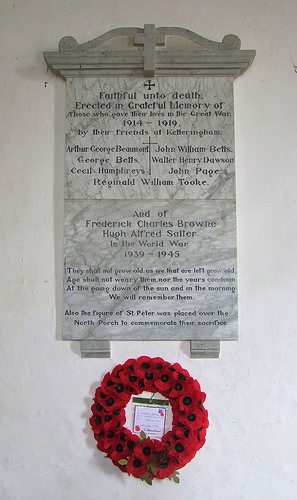 Faithful unto death.
Erected in Grateful Memory of
Those who gave their lives in the Great War
1914 - 1919,
by their friends at Ketteringham.
Arthur George Beaumont John William Betts.
George Betts. Walter Henry Dawson
Cecil Humphreys John Page
Reginald William Tooke.
And of
Frederick Charles Browne
Hugh Alfred Salter
In the World War
1939 - 1945
They shall not grow old as we that are left grow old
Age shall not weary them, nor the years condemn
At the going down of the sun and in the morning
We will remember them.
Also the figure of St. Peter was placed over the
North Porch to commemorate their sacrifice.